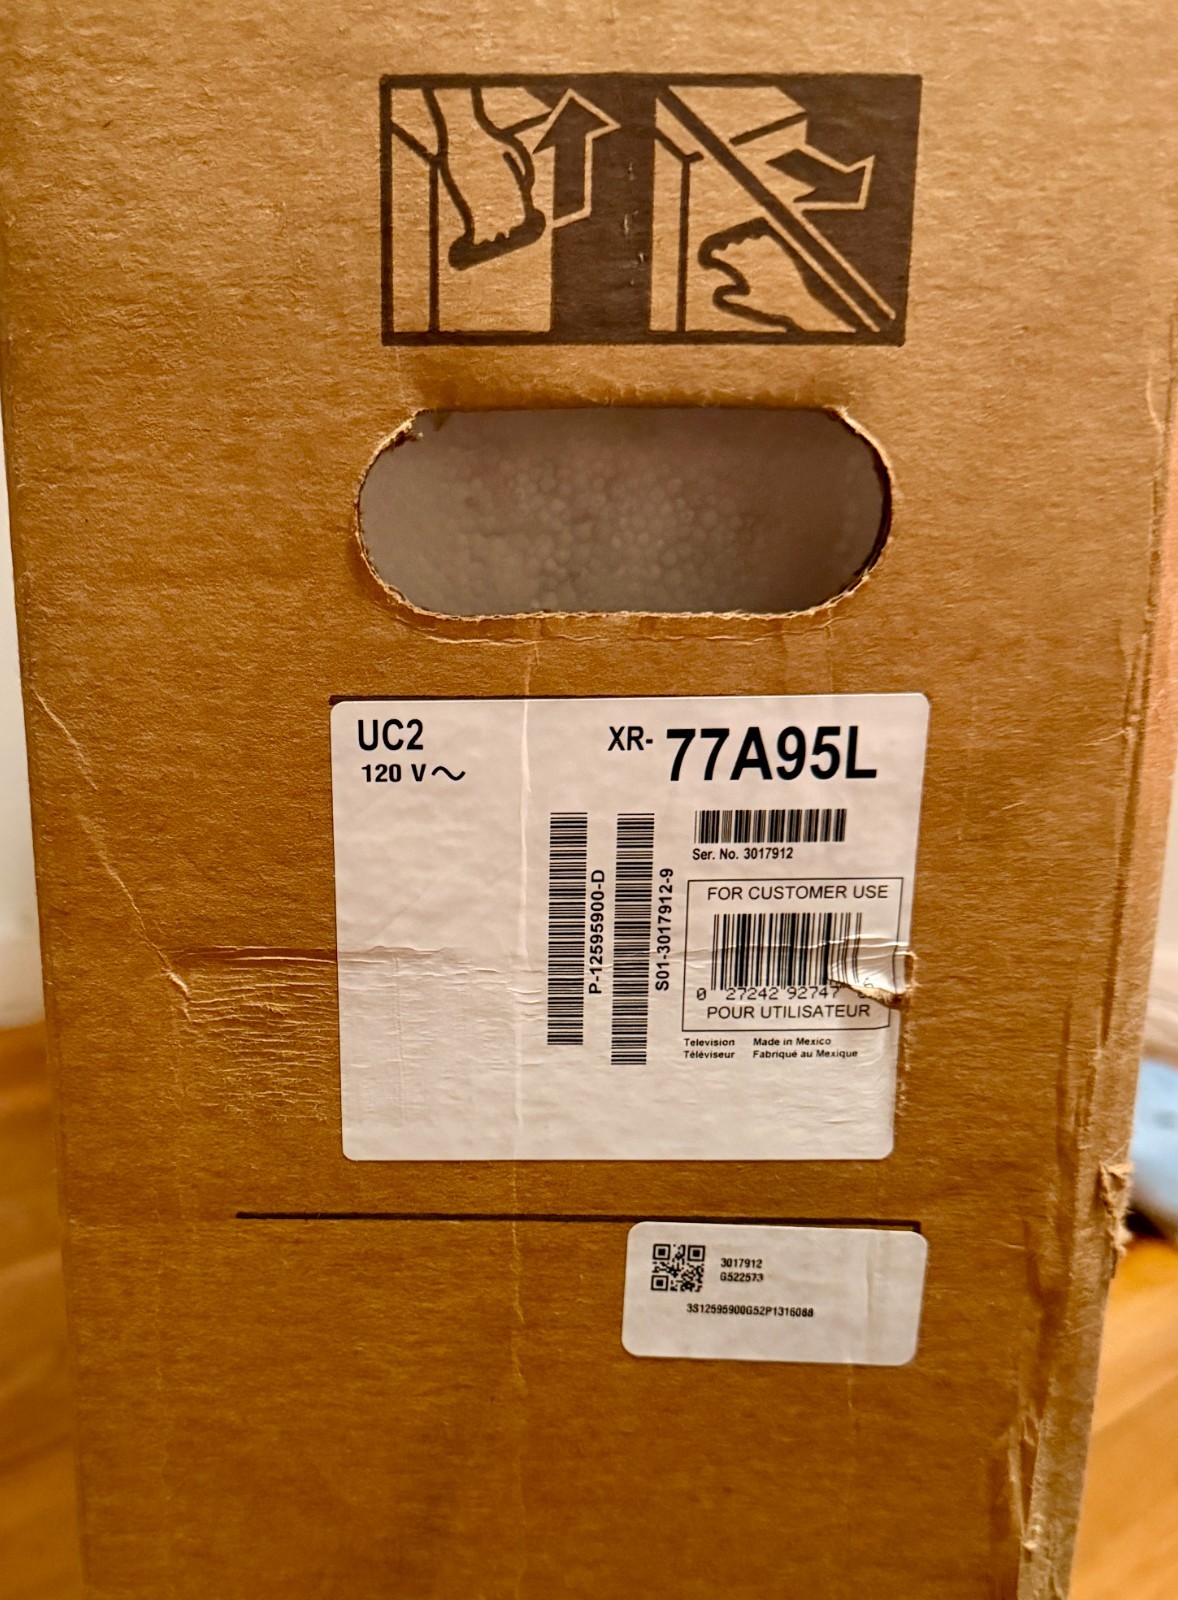 UC2
120 V～
XR-77A95L
P-12595900-D
S01-3017912-9
Ser. No. 3017912
FOR CUSTOMER USE
0 27242 92747
POUR UTILISATEUR
Television Made in Mexico
Téléviseur Fabriqué au Mexique
3017912
G522573
3S12595900G52P1316088